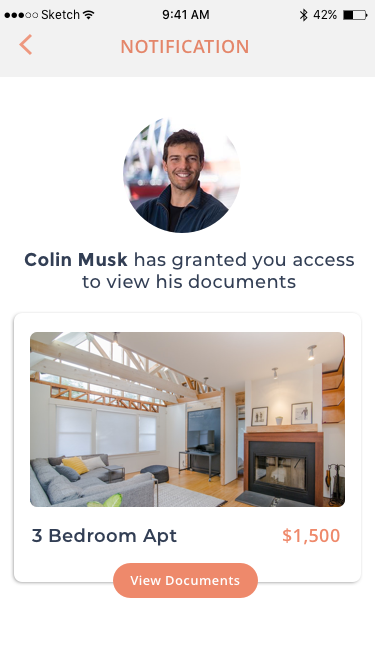 Sketch 9:41 AM 42%
NOTIFICATION
Colin Musk has granted you access
to view his documents
3 Bedroom Apt $1,500
View Documents